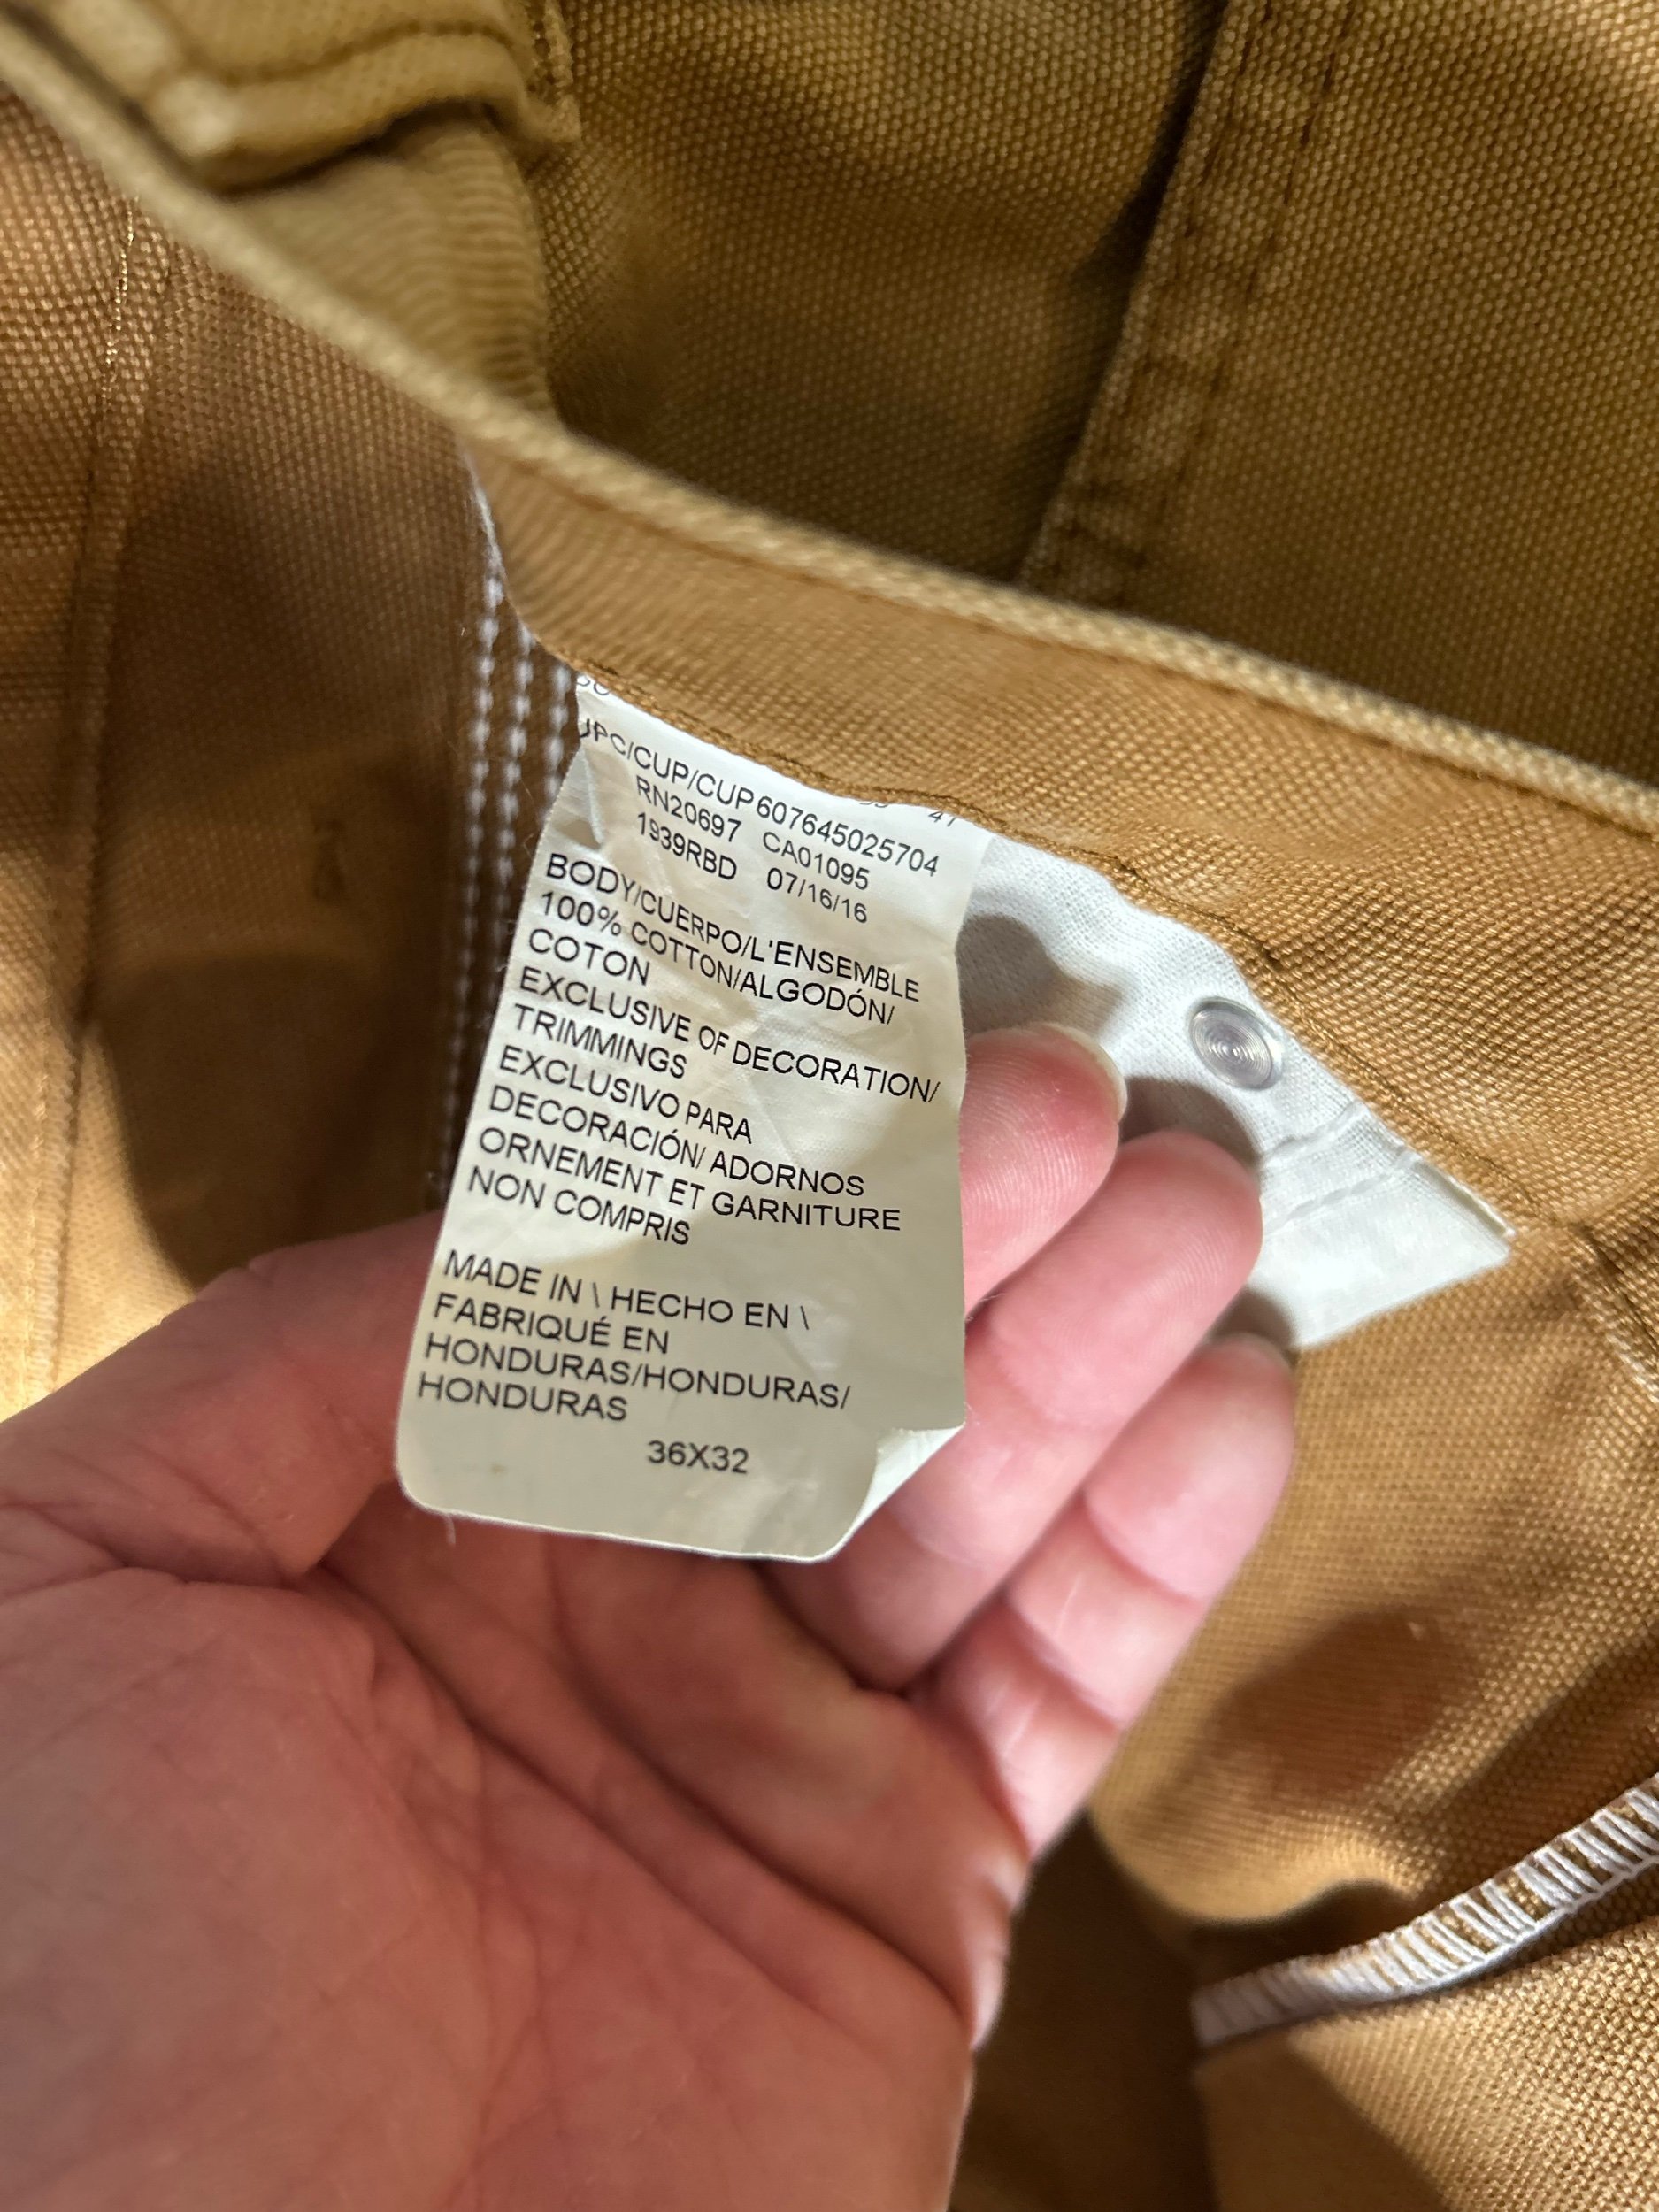 UPC/CUP/CUP 607645025704
RN20697 CA01095
1939RBD 07/16/16
BODY/CUERPO/L'ENSEMBLE
100% COTTON/ALGODÓN/
COTON
EXCLUSIVE OF DECORATION/
TRIMMINGS
EXCLUSIVO PARA
DECORACIÓN/ ADORNOS
ORNEMENT ET GARNITURE
NON COMPRIS
MADE IN \ HECHO EN \
FABRIQUÉ EN
HONDURAS/HONDURAS/
HONDURAS
36X32